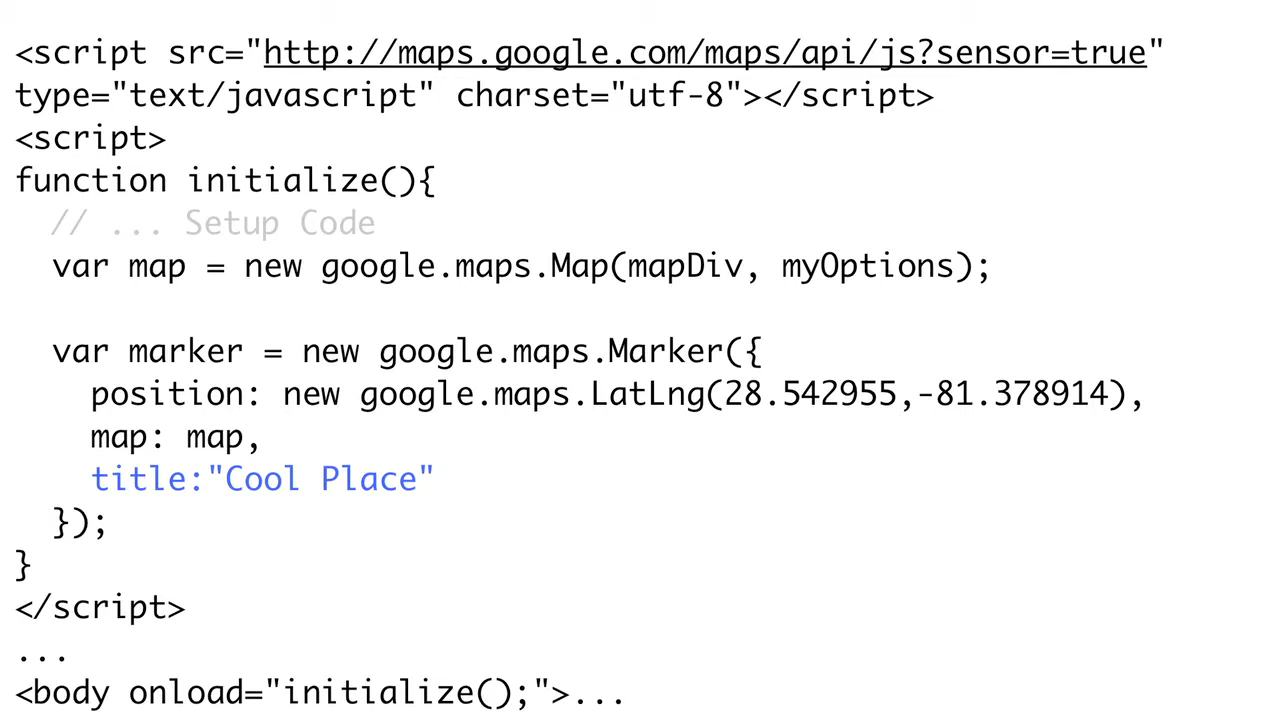 <script src="http://maps.google.com/maps/api/js?sensor=true"
type="text/javascript" charset="utf-8"></script>
<script>
function initialize(){
  // ... Setup Code
  var map = new google.maps.Map(mapDiv, myOptions);

  var marker = new google.maps.Marker({
    position: new google.maps.LatLng(28.542955,-81.378914),
    map: map,
    title:"Cool Place"
  });
}
</script>
...
<body onload="initialize();">...